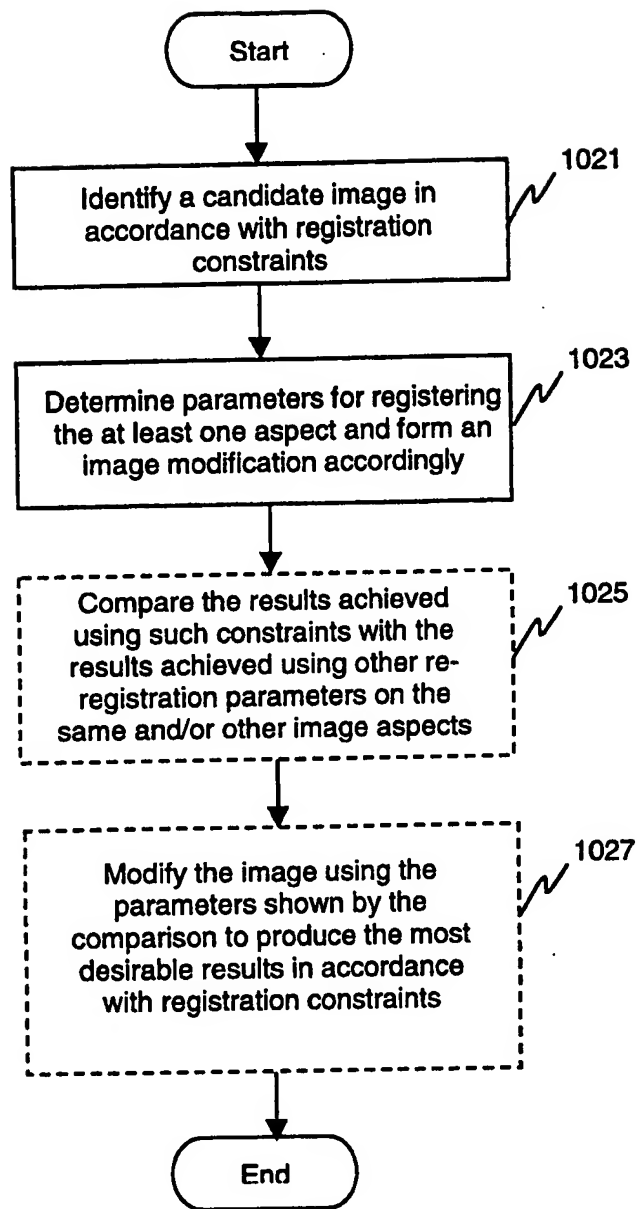 Start
1021
Identify a candidate image in
accordance with registration
constraints
1023
Determine parameters for registering
the at least one aspect and form an
image modification accordingly
1025
Compare the results achieved
using such constraints with the
results achieved using other re-
registration parameters on the
same and/or other image aspects
1027
Modify the image using the
parameters shown by the
comparison to produce the most
desirable results in accordance
with registration constraints
End